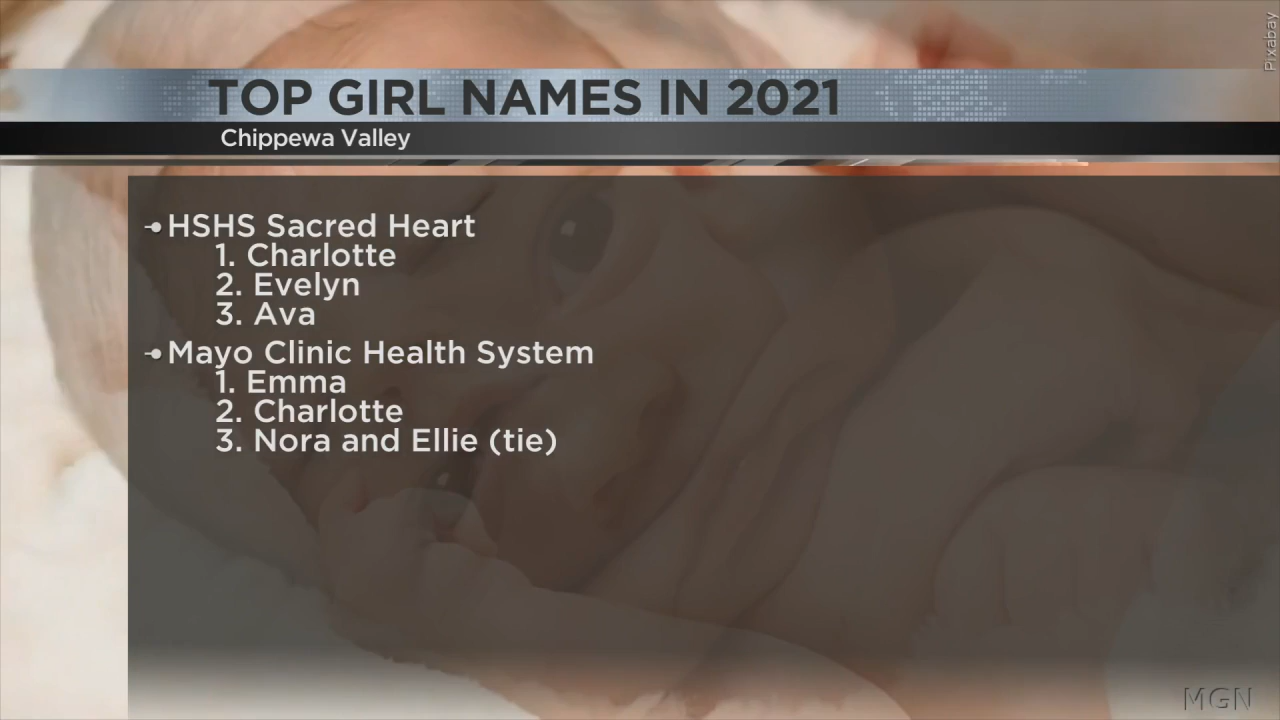 Pixabay
TOP GIRL NAMES IN 2021
Chippewa Valley
HSHS Sacred Heart
1. Charlotte
2. Evelyn
3. Ava
Mayo Clinic Health System
1. Emma
2. Charlotte
3. Nora and Ellie (tie)
MGN